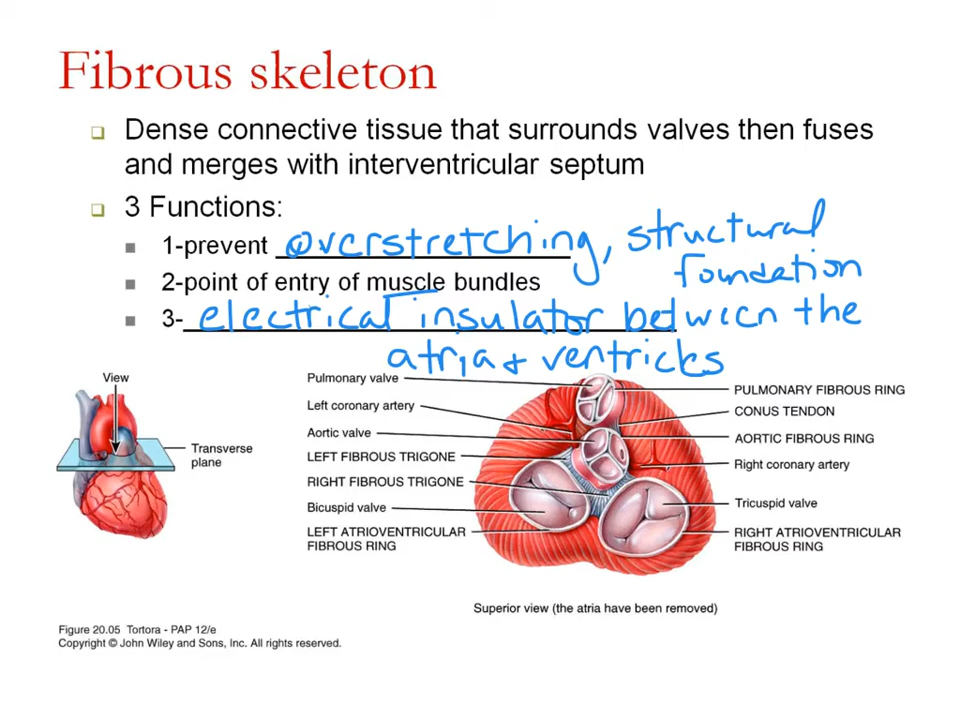 Fibrous skeleton
Dense connective tissue that surrounds valves then fuses
and merges with interventricular septum
3 Functions:
1-prevent overstretching, structural
foundation
2-point of entry of muscle bundles
3-electrical insulator between the
atria + ventricles
View
Transverse
plane
Pulmonary valve
Left coronary artery
Aortic valve
LEFT FIBROUS TRIGONE
RIGHT FIBROUS TRIGONE
Bicuspid valve
LEFT ATRIOVENTRICULAR
FIBROUS RING
PULMONARY FIBROUS RING
CONUS TENDON
AORTIC FIBROUS RING
Right coronary artery
Tricuspid valve
RIGHT ATRIOVENTRICULAR
FIBROUS RING
Superior view (the atria have been removed)
Figure 20.05 Tortora - PAP 12/e
Copyright © John Wiley and Sons, Inc. All rights reserved.